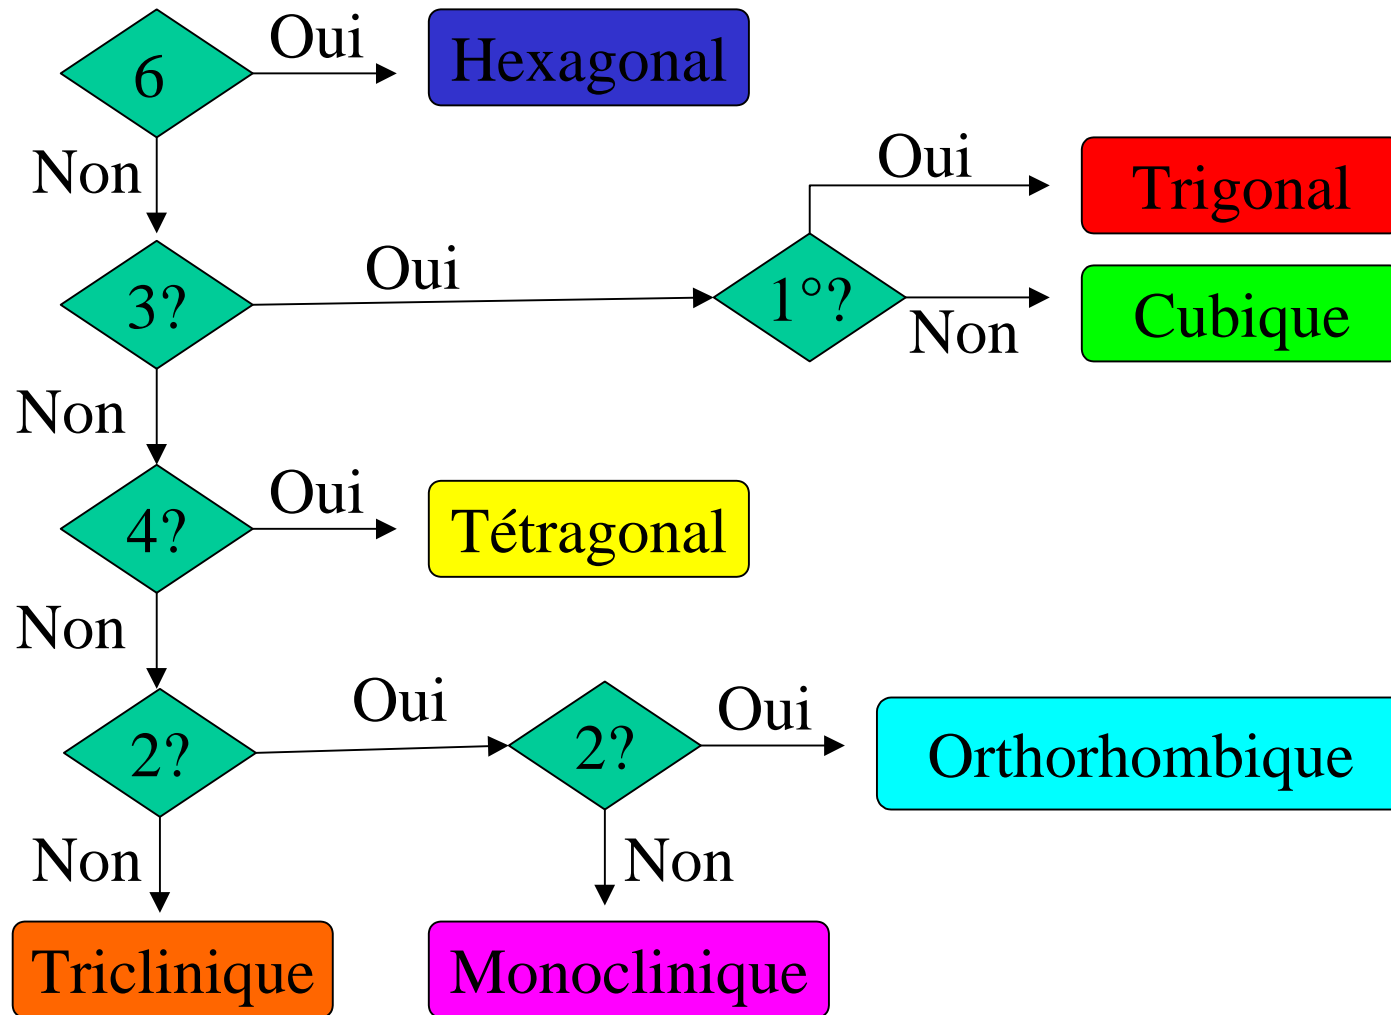 6
Oui
Hexagonal
Non
Oui
Trigonal
3?
Oui
1°?
Non
Cubique
Non
4?
Oui
Tétragonal
Non
2?
Oui
2?
Oui
Orthorhombique
Non
Non
Triclinique
Monoclinique